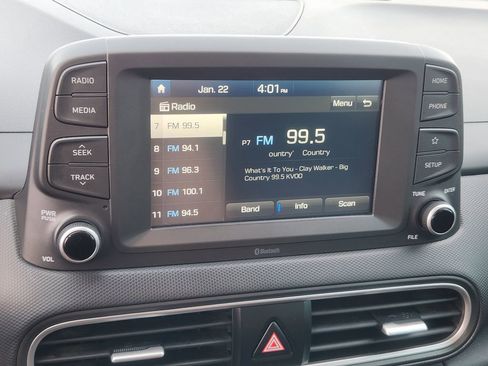 Jan. 22 4:01 PM
Radio Menu
7 FM 99.5
8 FM 94.1
9 FM 96.3
10 FM 100.1
11 FM 94.5
P7 FM 99.5
ountry' Country
What's It To You - Clay Walker - Big
Country 99.5 KVOO
Band i Info Scan
RADIO
MEDIA
SEEK
TRACK
PWR
PUSH
VOL
HOME
PHONE
SETUP
TUNE ENTER
FILE
Bluetooth